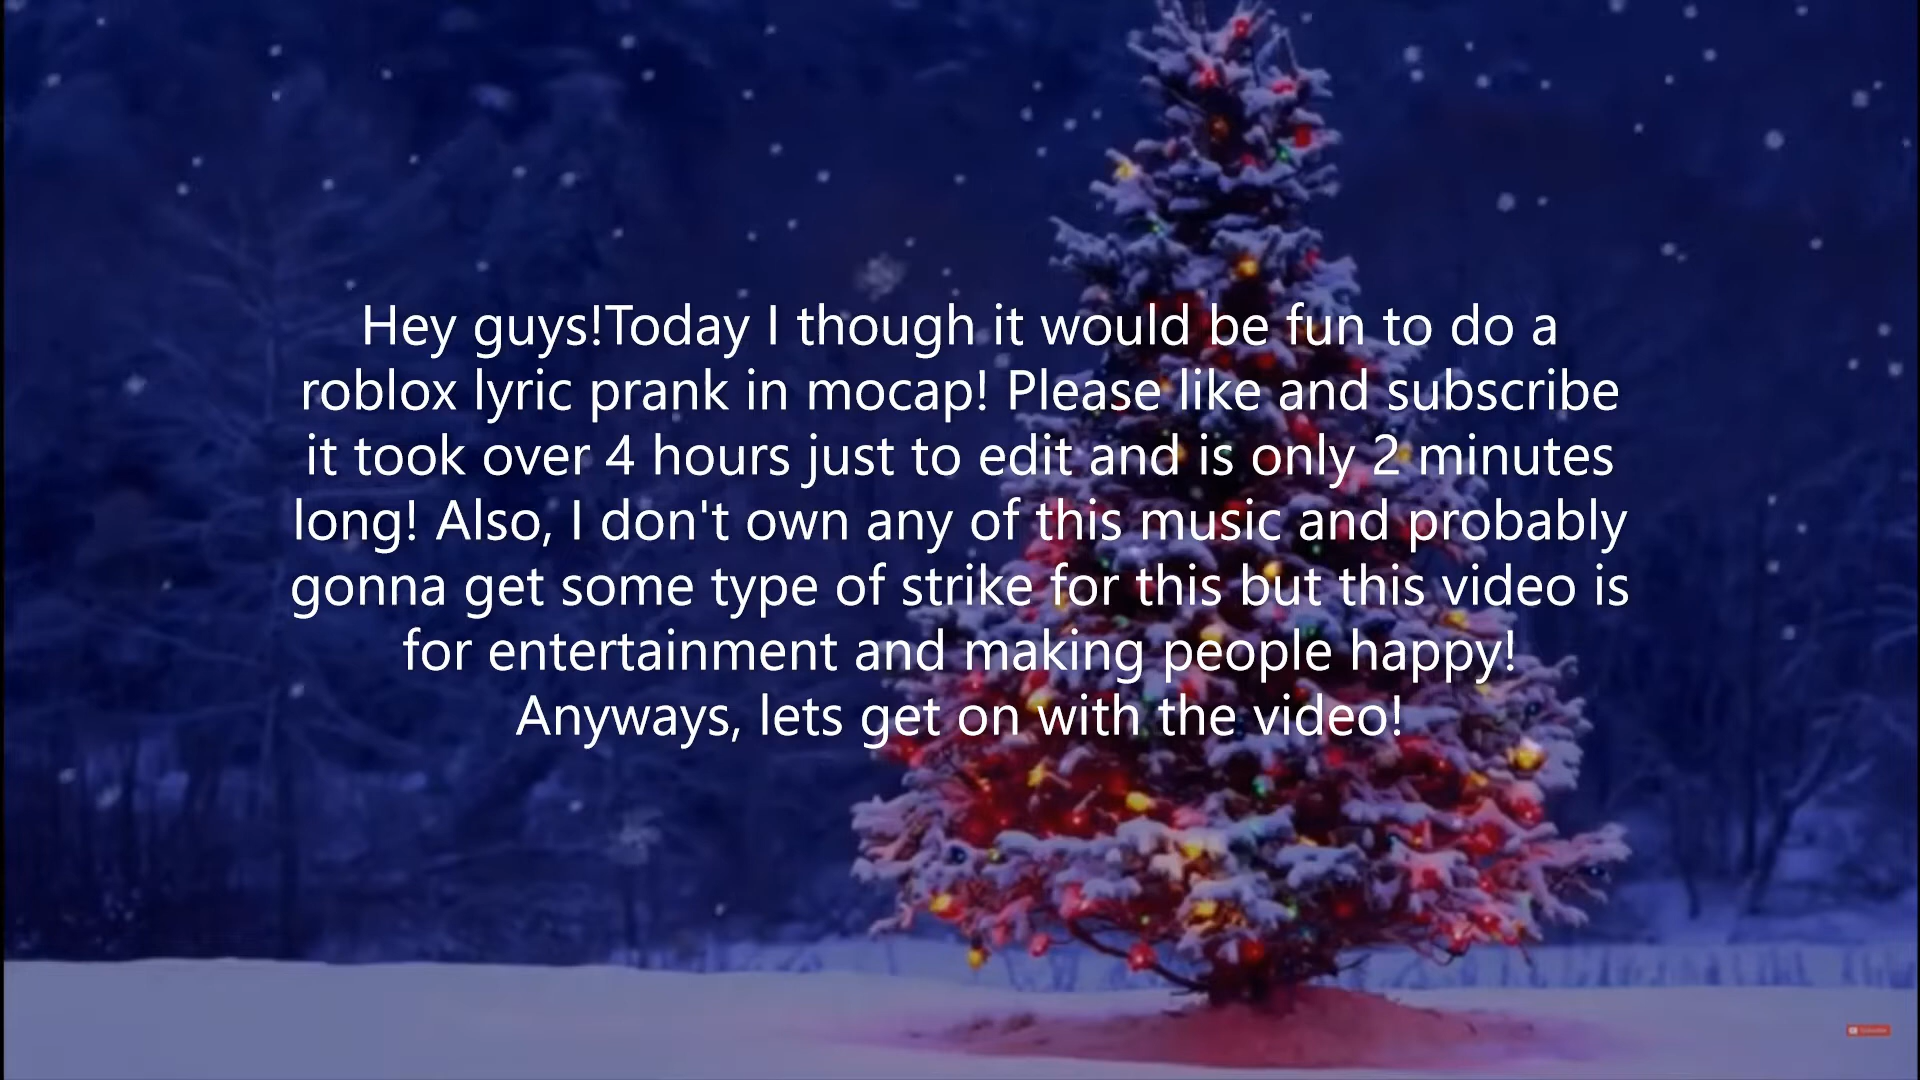 Hey guys!Today I though it would be fun to do a
roblox lyric prank in mocap! Please like and subscribe
it took over 4 hours just to edit and is only 2 minutes
long! Also, I don't own any of this music and probably
gonna get some type of strike for this but this video is
for entertainment and making people happy!
Anyways, lets get on with the video!